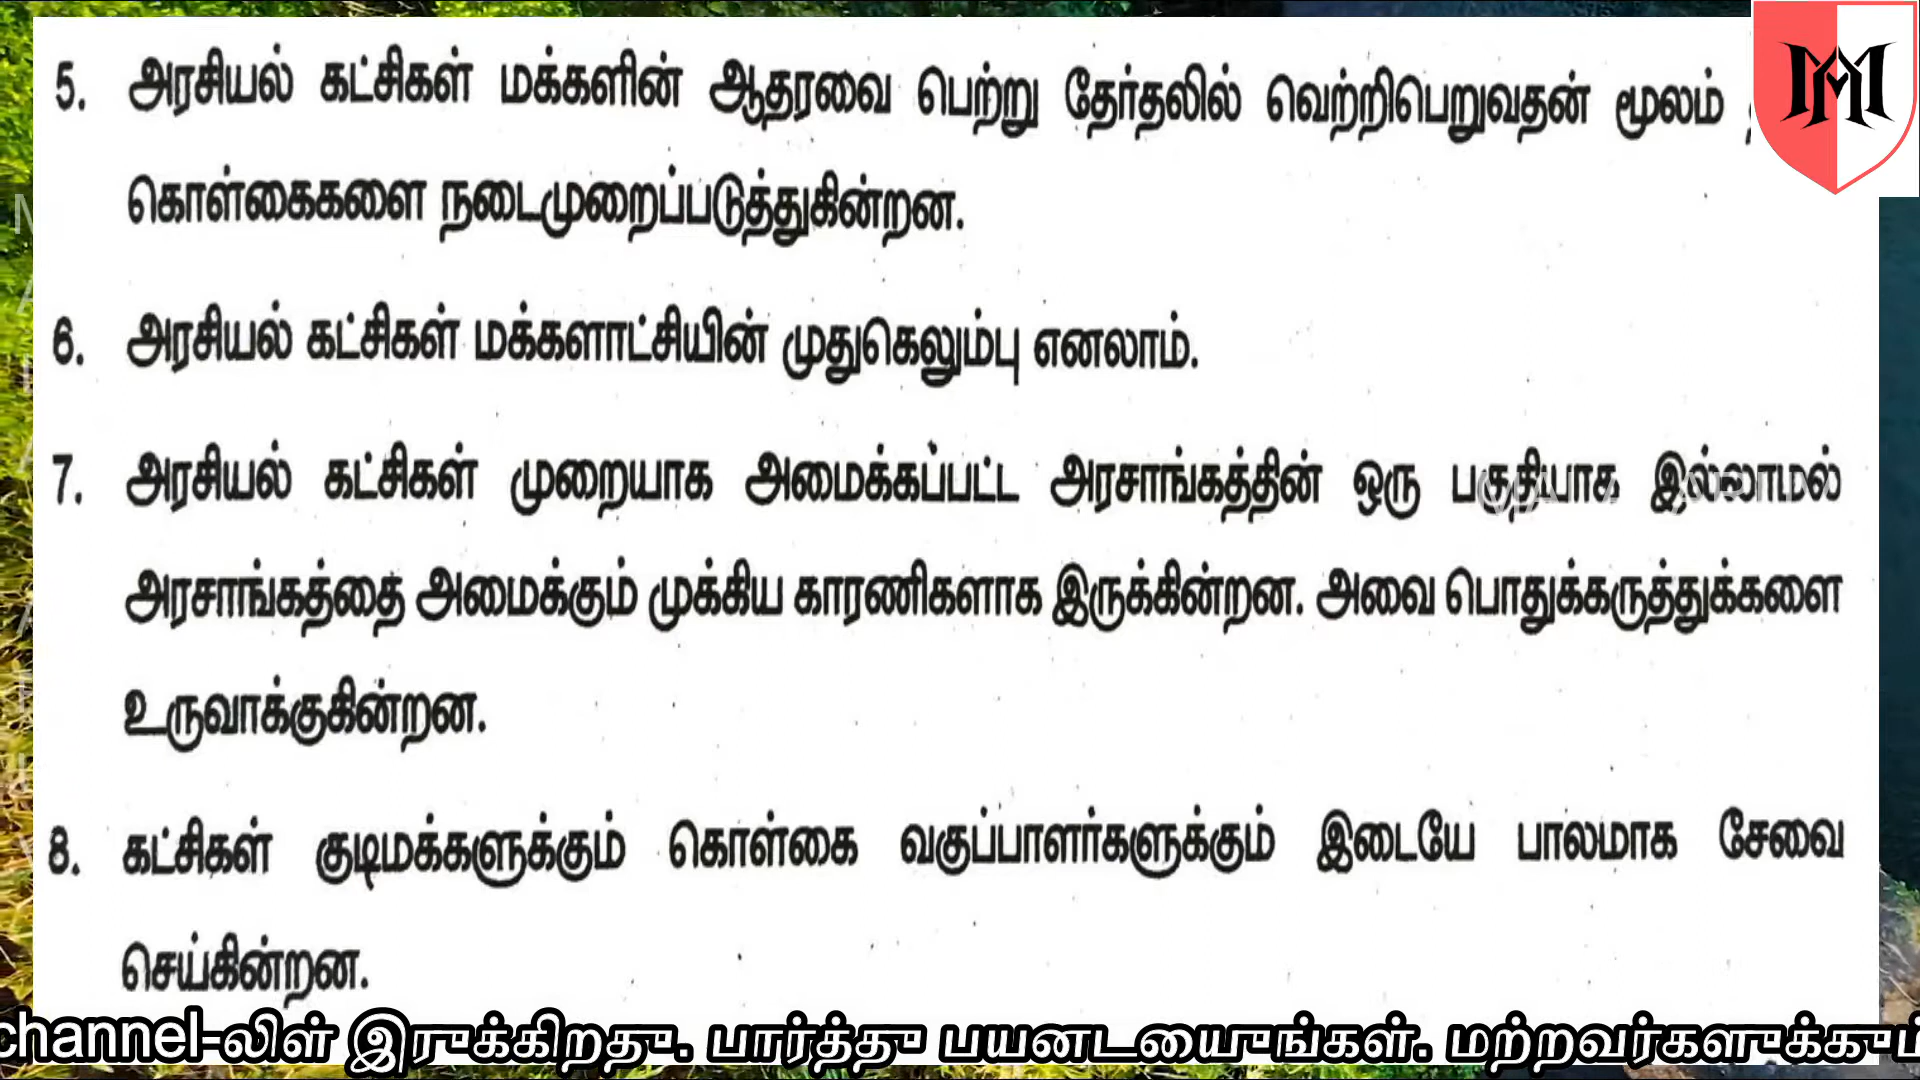 5. அரசியல் கட்சிகள் மக்களின் ஆதரவை பெற்று தேர்தலில் வெற்றிபெறுவதன் மூலம்
கொள்கைகளை நடைமுறைப்படுத்துகின்றன.
6. அரசியல் கட்சிகள் மக்களாட்சியின் முதுகெலும்பு எனலாம்.
7. அரசியல் கட்சிகள் முறையாக அமைக்கப்பட்ட அரசாங்கத்தின் ஒரு பகுதியாக இல்லாமல்
அரசாங்கத்தை அமைக்கும் முக்கிய காரணிகளாக இருக்கின்றன. அவை பொதுக்கருத்துக்களை
உருவாக்குகின்றன.
8. கட்சிகள் குடிமக்களுக்கும் கொள்கை வகுப்பாளர்களுக்கும் இடையே பாலமாக சேவை
செய்கின்றன.
channel-லிள் இருக்கிறது. பார்த்து பயனடயைுங்கள். மற்றவர்களுக்கும்